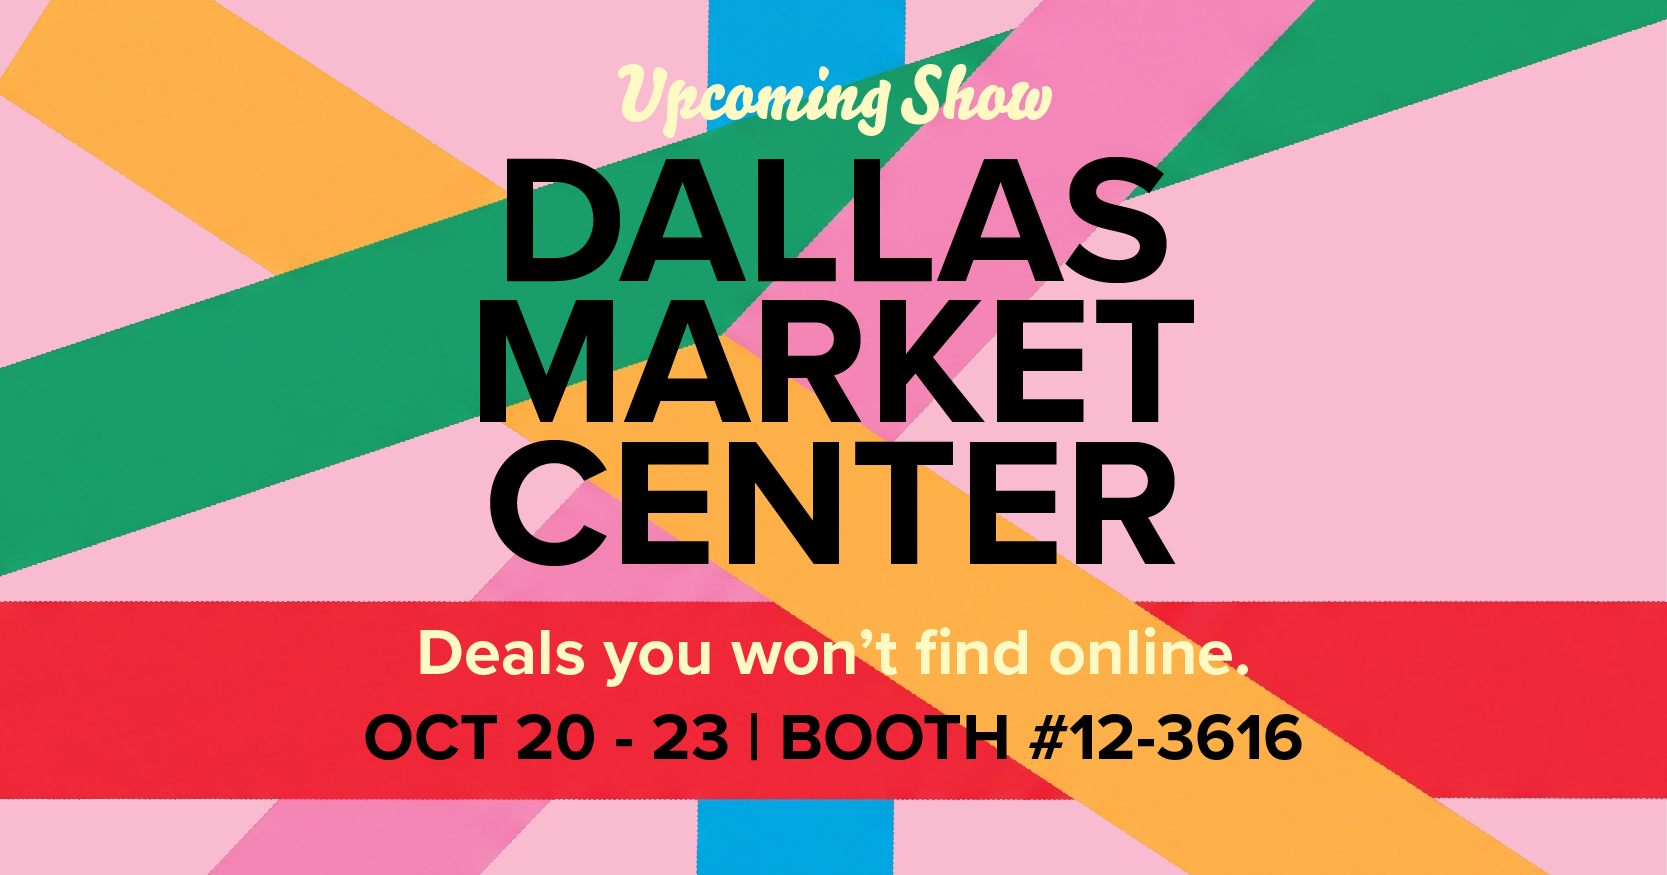 Upcoming Show
DALLAS
MARKET
CENTER
Deals you won’t find online.
OCT 20 - 23 | BOOTH #12-3616